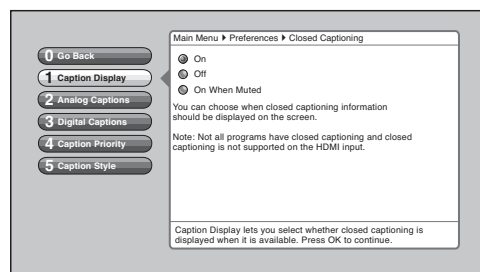 Main Menu ▶ Preferences ▶ Closed Captioning
0 Go Back
1 Caption Display
2 Analog Captions
3 Digital Captions
4 Caption Priority
5 Caption Style
On
Off
On When Muted
You can choose when closed captioning information
should be displayed on the screen.
Note: Not all programs have closed captioning and closed
captioning is not supported on the HDMI input.
Caption Display lets you select whether closed captioning is
displayed when it is available. Press OK to continue.